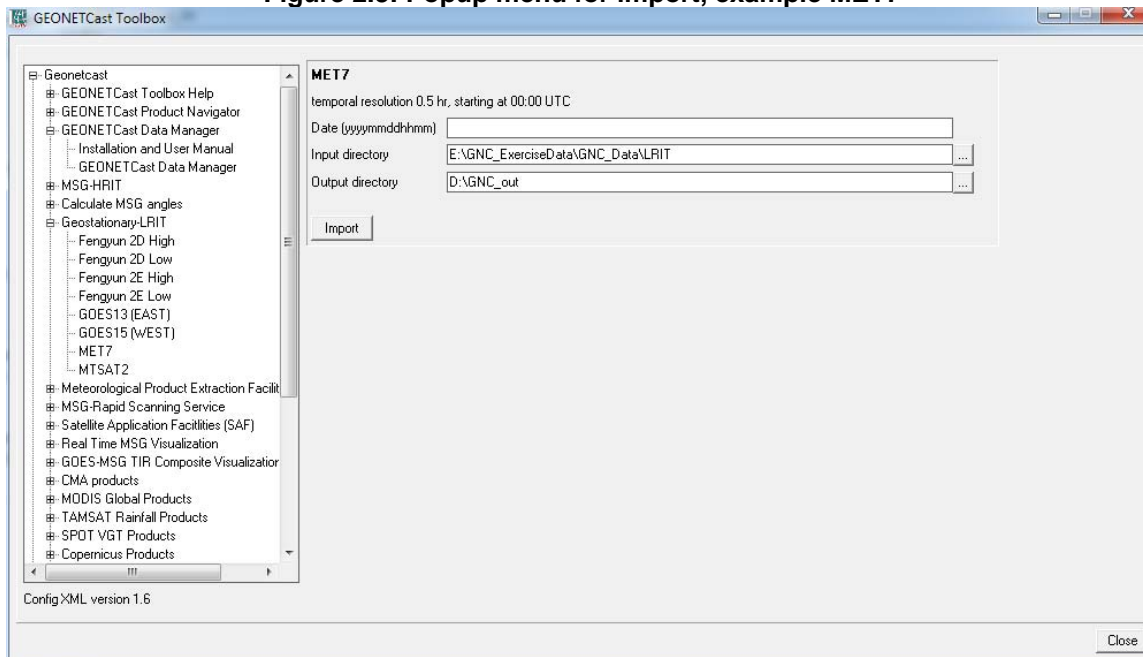 Figure 2.8: Popup menu for import, example MET7
GEONETCast Toolbox
Geonetcast
GEONETCast Toolbox Help
GEONETCast Product Navigator
GEONETCast Data Manager
Installation and User Manual
GEONETCast Data Manager
MSG-HRIT
Calculate MSG angles
Geostationary-LRIT
Fengyun 2D High
Fengyun 2D Low
Fengyun 2E High
Fengyun 2E Low
GOES13 (EAST)
GOES15 (WEST)
MET7
MTSAT2
Meteorological Product Extraction Facilit
MSG-Rapid Scanning Service
Satellite Application Facitlities (SAF)
Real Time MSG Visualization
GOES-MSG TIR Composite Visualization
CMA products
MODIS Global Products
TAMSAT Rainfall Products
SPOT VGT Products
Copernicus Products
Config XML version 1.6
MET7
temporal resolution 0.5 hr, starting at 00:00 UTC
Date (yyyymmddhhmm)
Input directory E:\GNC_ExerciseData\GNC_Data\LRIT ...
Output directory D:\GNC_out ...
Import
Close